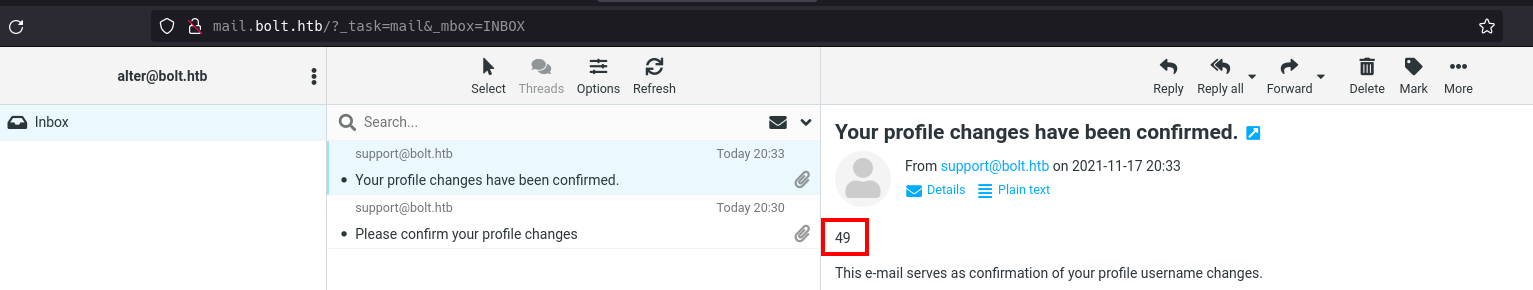 mail.bolt.htb/?_task=mail&_mbox=INBOX
alter@bolt.htb
Select Threads Options Refresh
Reply Reply all Forward Delete Mark More
Inbox
Search...
support@bolt.htb Today 20:33
• Your profile changes have been confirmed.
support@bolt.htb Today 20:30
• Please confirm your profile changes
Your profile changes have been confirmed.
From support@bolt.htb on 2021-11-17 20:33
Details Plain text
49
This e-mail serves as confirmation of your profile username changes.